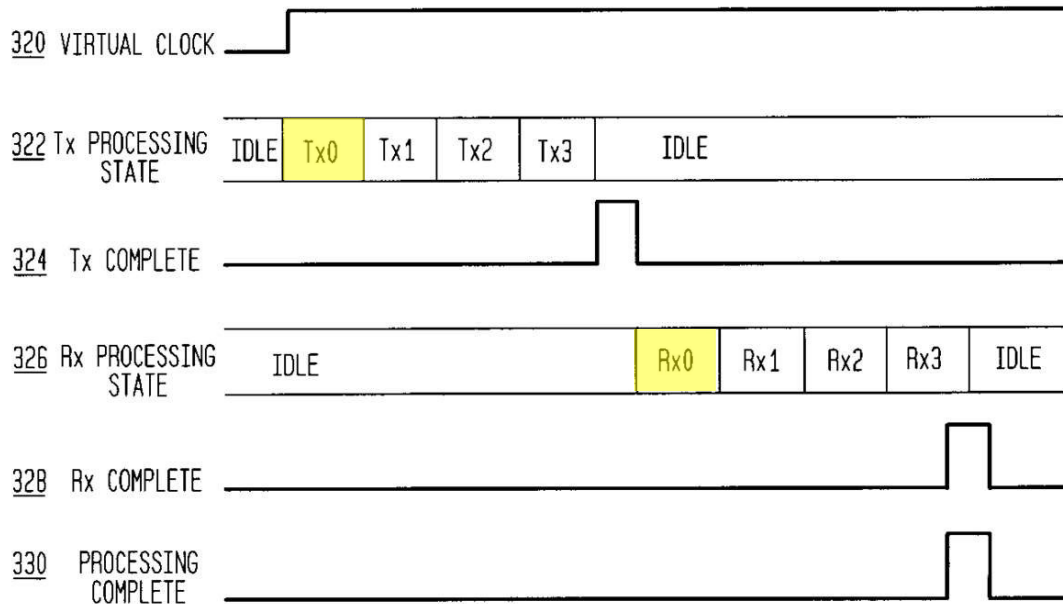 320 VIRTUAL CLOCK
322 Tx PROCESSING STATE
IDLE Tx0 Tx1 Tx2 Tx3 IDLE
324 Tx COMPLETE
326 Rx PROCESSING STATE
IDLE Rx0 Rx1 Rx2 Rx3 IDLE
328 Rx COMPLETE
330 PROCESSING COMPLETE